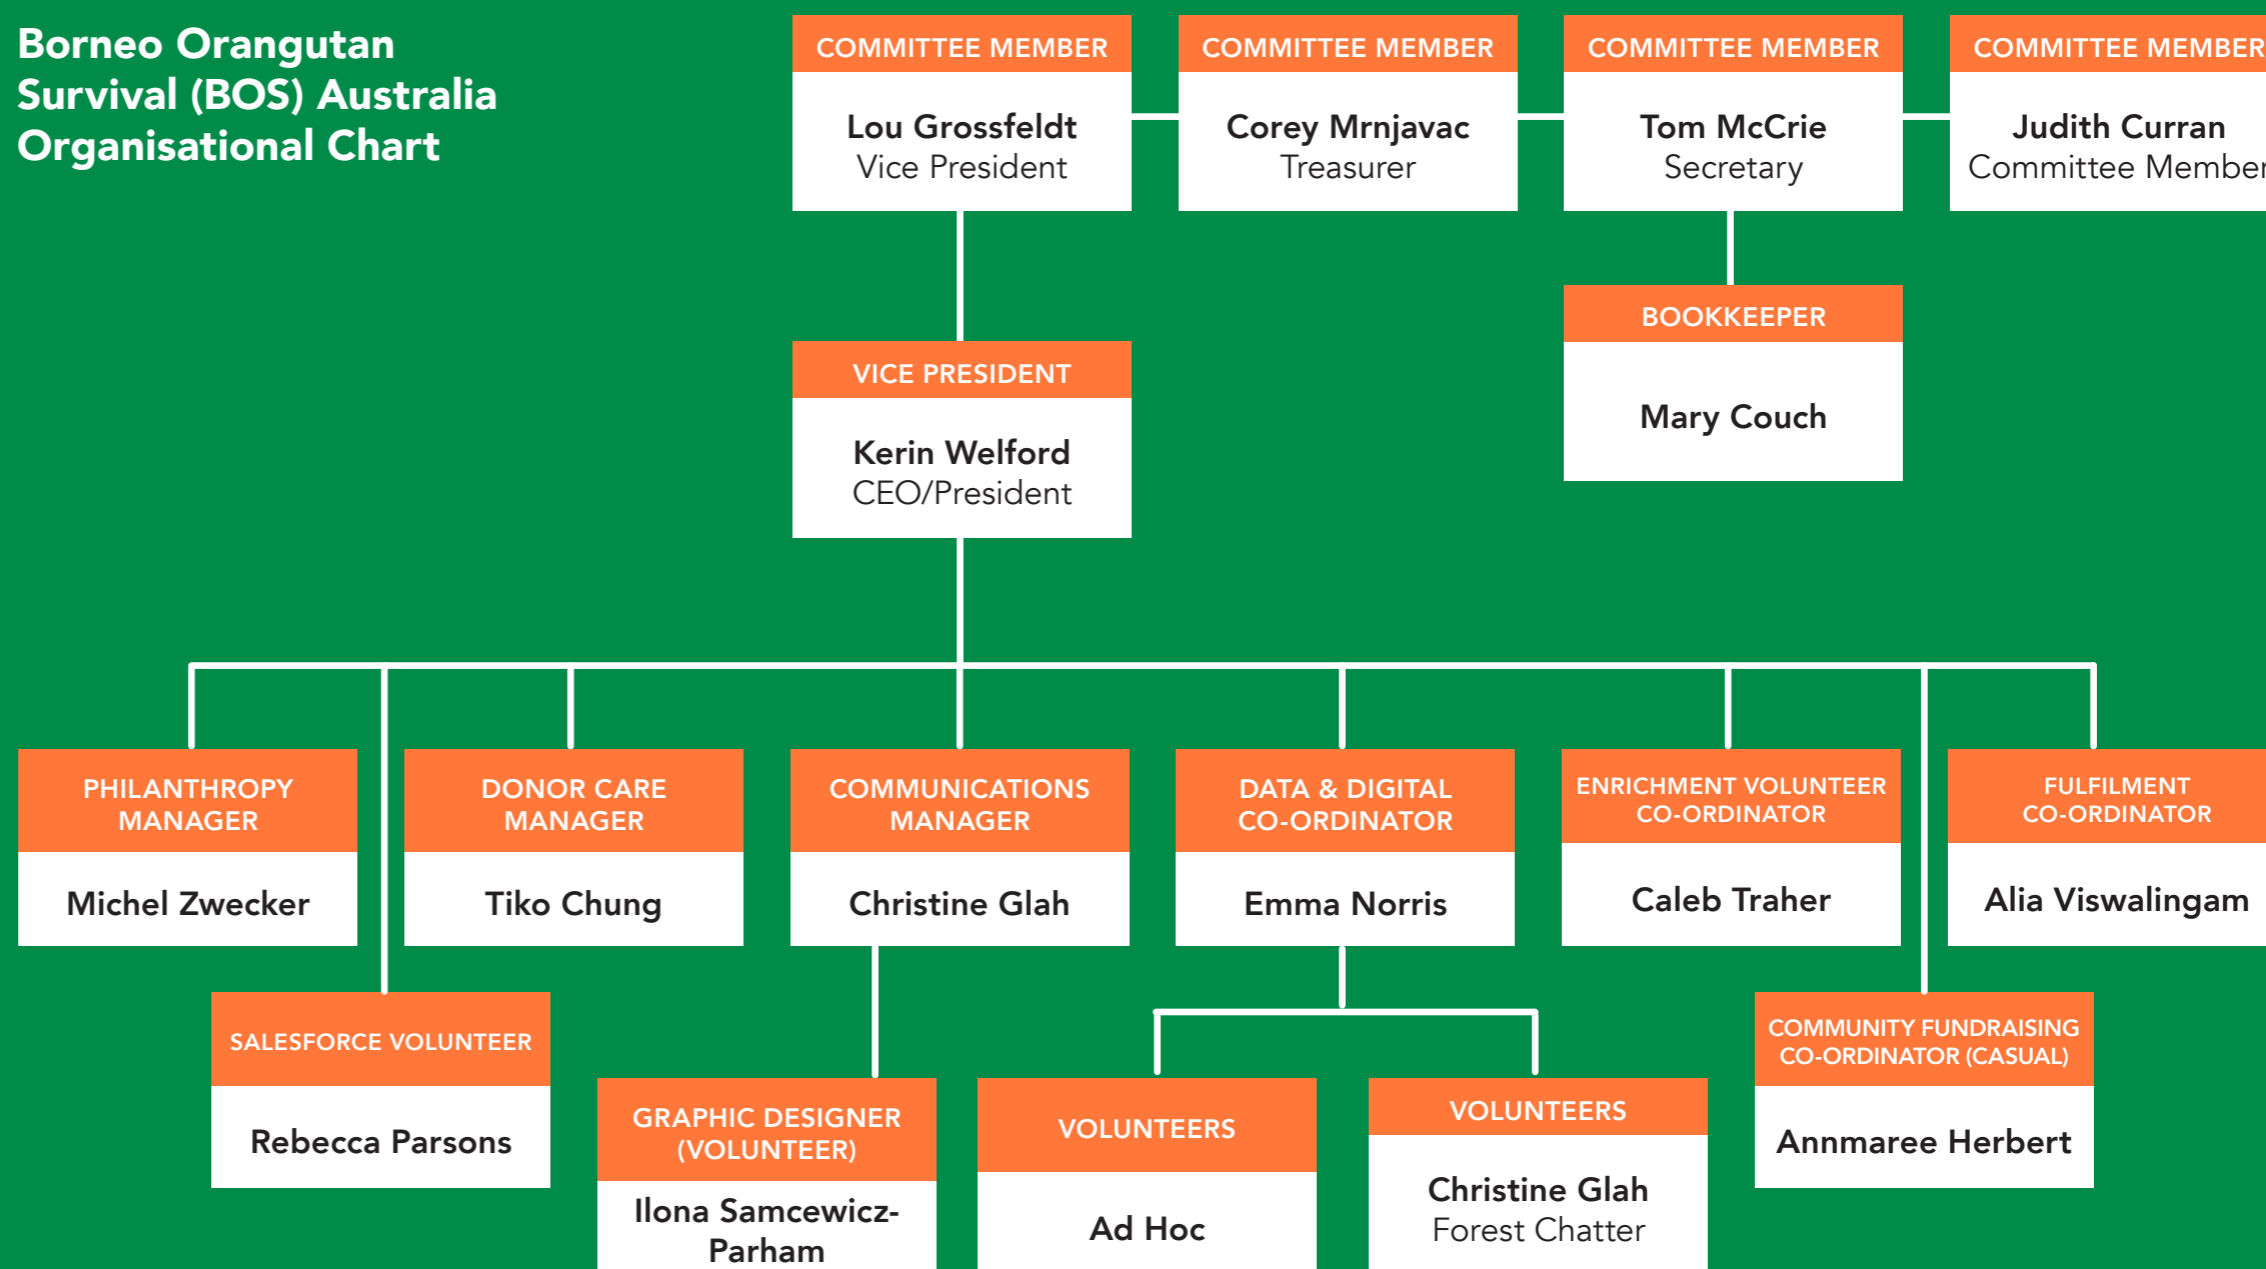 Borneo Orangutan
Survival (BOS) Australia
Organisational Chart
COMMITTEE MEMBER
Lou Grossfeldt
Vice President
COMMITTEE MEMBER
Corey Mrnjavac
Treasurer
COMMITTEE MEMBER
Tom McCrie
Secretary
COMMITTEE MEMBER
Judith Curran
Committee Member
BOOKKEEPER
Mary Couch
VICE PRESIDENT
Kerin Welford
CEO/President
PHILANTHROPY
MANAGER
Michel Zwecker
DONOR CARE
MANAGER
Tiko Chung
COMMUNICATIONS
MANAGER
Christine Glah
DATA & DIGITAL
CO-ORDINATOR
Emma Norris
ENRICHMENT VOLUNTEER
CO-ORDINATOR
Caleb Traher
FULFILMENT
CO-ORDINATOR
Alia Viswalingam
SALESFORCE VOLUNTEER
Rebecca Parsons
GRAPHIC DESIGNER
(VOLUNTEER)
Ilona Samcewicz-
Parham
VOLUNTEERS
Ad Hoc
VOLUNTEERS
Christine Glah
Forest Chatter
COMMUNITY FUNDRAISING
CO-ORDINATOR (CASUAL)
Annmaree Herbert